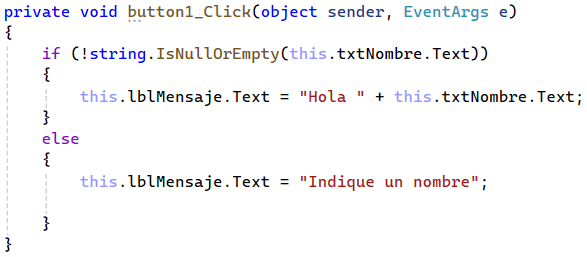 private void button1_Click(object sender, EventArgs e)
{
    if (!string.IsNullOrEmpty(this.txtNombre.Text))
    {
        this.lblMensaje.Text = "Hola " + this.txtNombre.Text;
    }
    else
    {
        this.lblMensaje.Text = "Indique un nombre";
    }
}